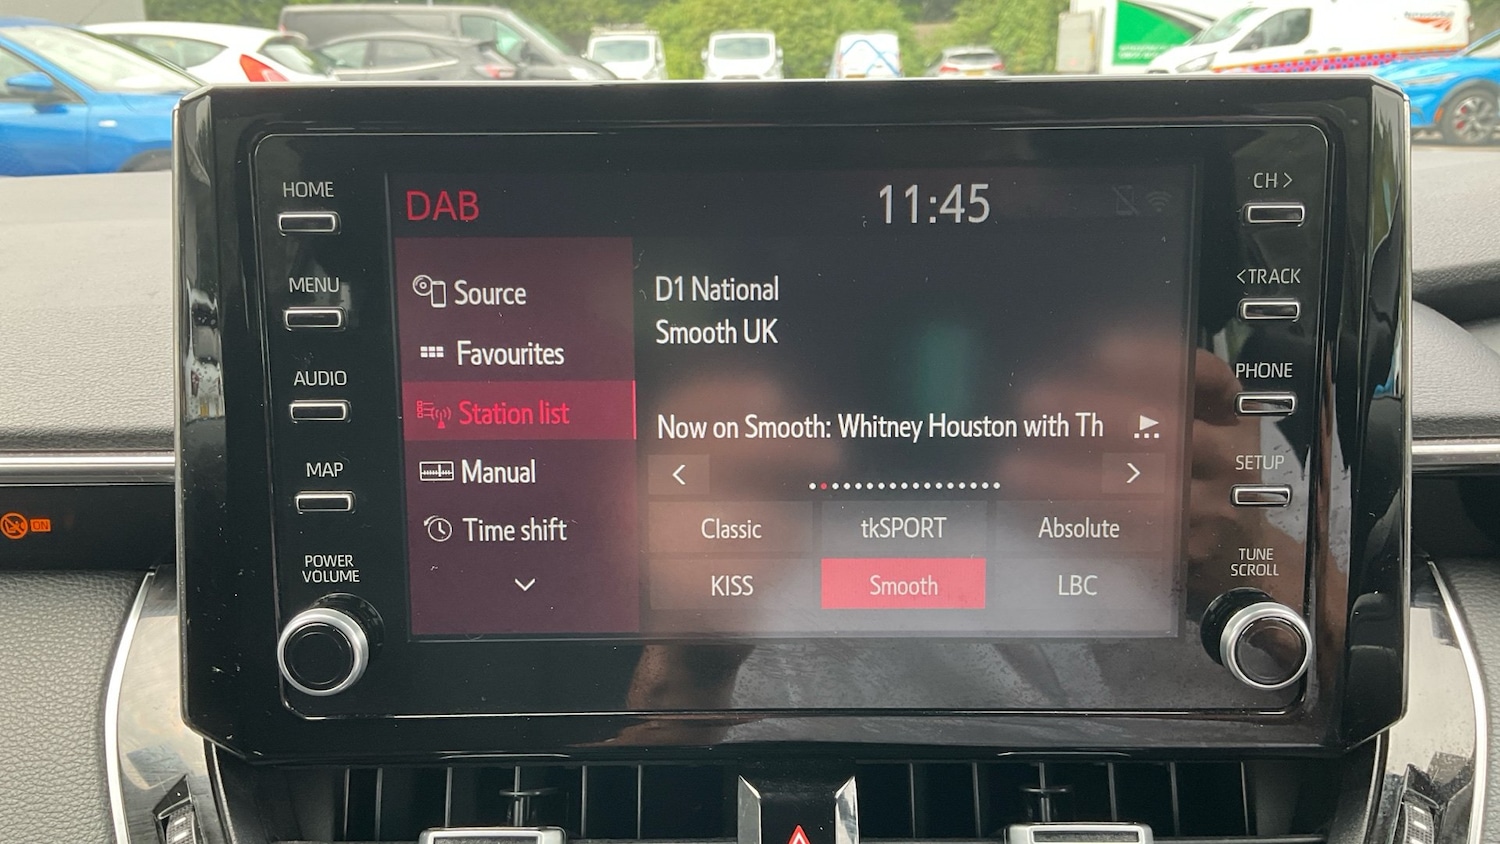 HOME
MENU
AUDIO
MAP
POWER
VOLUME
DAB
11:45
Source
Favourites
Station list
Manual
Time shift
D1 National
Smooth UK
Now on Smooth: Whitney Houston with Th
Classic
tkSPORT
Absolute
KISS
Smooth
LBC
CH >
< TRACK
PHONE
SETUP
TUNE
SCROLL
ON